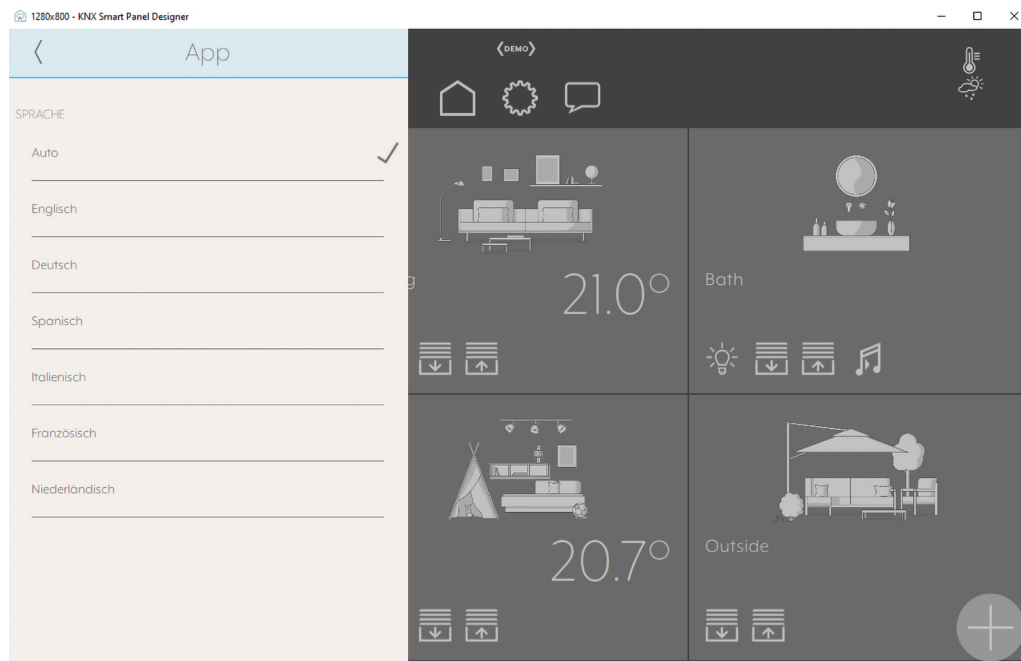 1280x800 - KNX Smart Panel Designer
App
DEMO
SPRACHE
Auto
Englisch
Deutsch
Spanisch
Italienisch
Französisch
Niederländisch
g
21.0°
Bath
20.7°
Outside